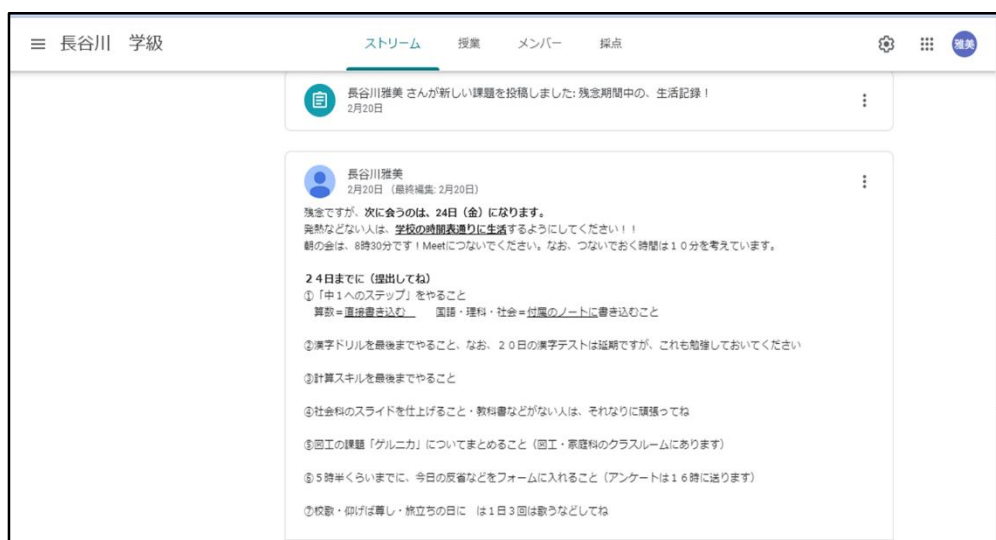 長谷川　学級
ストリーム　授業　メンバー　採点
雅美
長谷川雅美 さんが新しい課題を投稿しました: 残念期間中の、生活記録！
2月20日
長谷川雅美
2月20日 （最終編集: 2月20日）
残念ですが、次に会うのは、24日（金）になります。
発熱などない人は、学校の時間表通りに生活するようにしてください！！
朝の会は、8時30分です！Meetにつないでください。なお、つないでおく時間は１０分を考えています。
２４日までに（提出してね）
①「中１へのステップ」をやること
算数＝直接書き込む　　国語・理科・社会＝付属のノートに書き込むこと
②漢字ドリルを最後までやること、なお、２０日の漢字テストは延期ですが、これも勉強しておいてください
③計算スキルを最後までやること
④社会科のスライドを仕上げること・教科書などがない人は、それなりに頑張ってね
⑤図工の課題「ゲルニカ」についてまとめること（図工・家庭科のクラスルームにあります）
⑥５時半くらいまでに、今日の反省などをフォームに入れること（アンケートは１６時に送ります）
⑦校歌・仰げば尊し・旅立ちの日に　は１日３回は歌うなどしてね